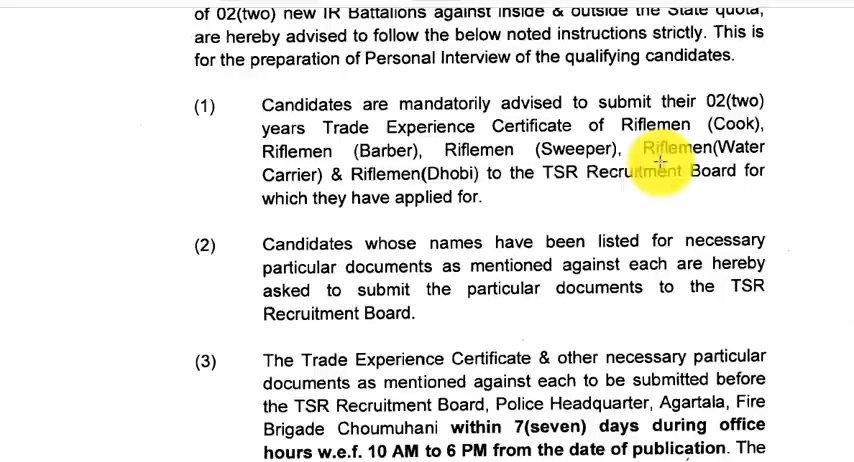 of 02(two) new IR Battalions against inside & outside the State quota,
are hereby advised to follow the below noted instructions strictly. This is
for the preparation of Personal Interview of the qualifying candidates.
(1) Candidates are mandatorily advised to submit their 02(two)
years Trade Experience Certificate of Riflemen (Cook),
Riflemen (Barber), Riflemen (Sweeper), Riflemen(Water
Carrier) & Riflemen(Dhobi) to the TSR Recruitment Board for
which they have applied for.
(2) Candidates whose names have been listed for necessary
particular documents as mentioned against each are hereby
asked to submit the particular documents to the TSR
Recruitment Board.
(3) The Trade Experience Certificate & other necessary particular
documents as mentioned against each to be submitted before
the TSR Recruitment Board, Police Headquarter, Agartala, Fire
Brigade Choumuhani within 7(seven) days during office
hours w.e.f. 10 AM to 6 PM from the date of publication. The